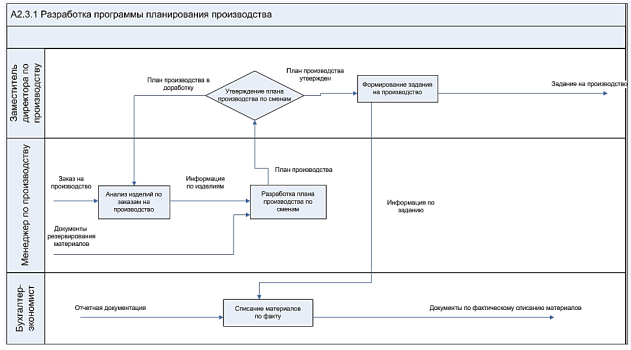 А2.3.1 Разработка программы планирования производства
Заместитель
директора по
производству
План производства в
доработку
Утверждение плана
производства по сменам
План производства
утвержден
Формирование задания
на производство
Задание на производство
Менеджер по производству
Заказ на
производство
Анализ изделий по
заказам на
производство
Информация
по изделиям
План производства
Разработка плана
производства по
сменам
Информация по
заданию
Документы
резервирования
материалов
Бухгалтер-
экономист
Отчетная документация
Списание материалов
по факту
Документы по фактическому списанию материалов